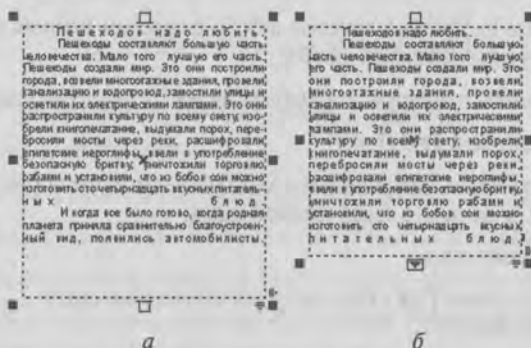 Пешеходов надо любить.
Пешеходы составляют большую часть
человечества. Мало того лучшую его часть.
Пешеходы создали мир. Это они построили
города, возвели многоэтажные здания, провели
канализацию и водопровод, замостили улицы и
осветили их электрическими лампами. Это они
распространили культуру по всему свету, изо-
брели книгопечатание, выдумали порох, пере-
бросили мосты через реки, расшифровали
египетские иероглифы, ввели в употребление
безопасную бритву, уничтожили торговлю
рабами и установили, что из бобов сои можно
изготовить сто четырнадцать вкусных питатель-
ных блюд.
И когда все было готово, когда родная
планета приняла сравнительно благоустроен-
ный вид, появились автомобилисты.
а
Пешеходов надо любить.
Пешеходы составляют большую
часть человечества. Мало того лучшую
его часть. Пешеходы создали мир. Это
они построили города, возвели
многоэтажные здания, провели
канализацию и водопровод, замостили
улицы и осветили их электрическими
лампами. Это они распространили
культуру по всему свету, изобрели
книгопечатание, выдумали порох,
перебросили мосты через реки,
расшифровали египетские иероглифы,
ввели в употребление безопасную бритву,
уничтожили торговлю рабами и
установили, что из бобов сои можно
изготовить сто четырнадцать вкусных
питательных блюд.
б